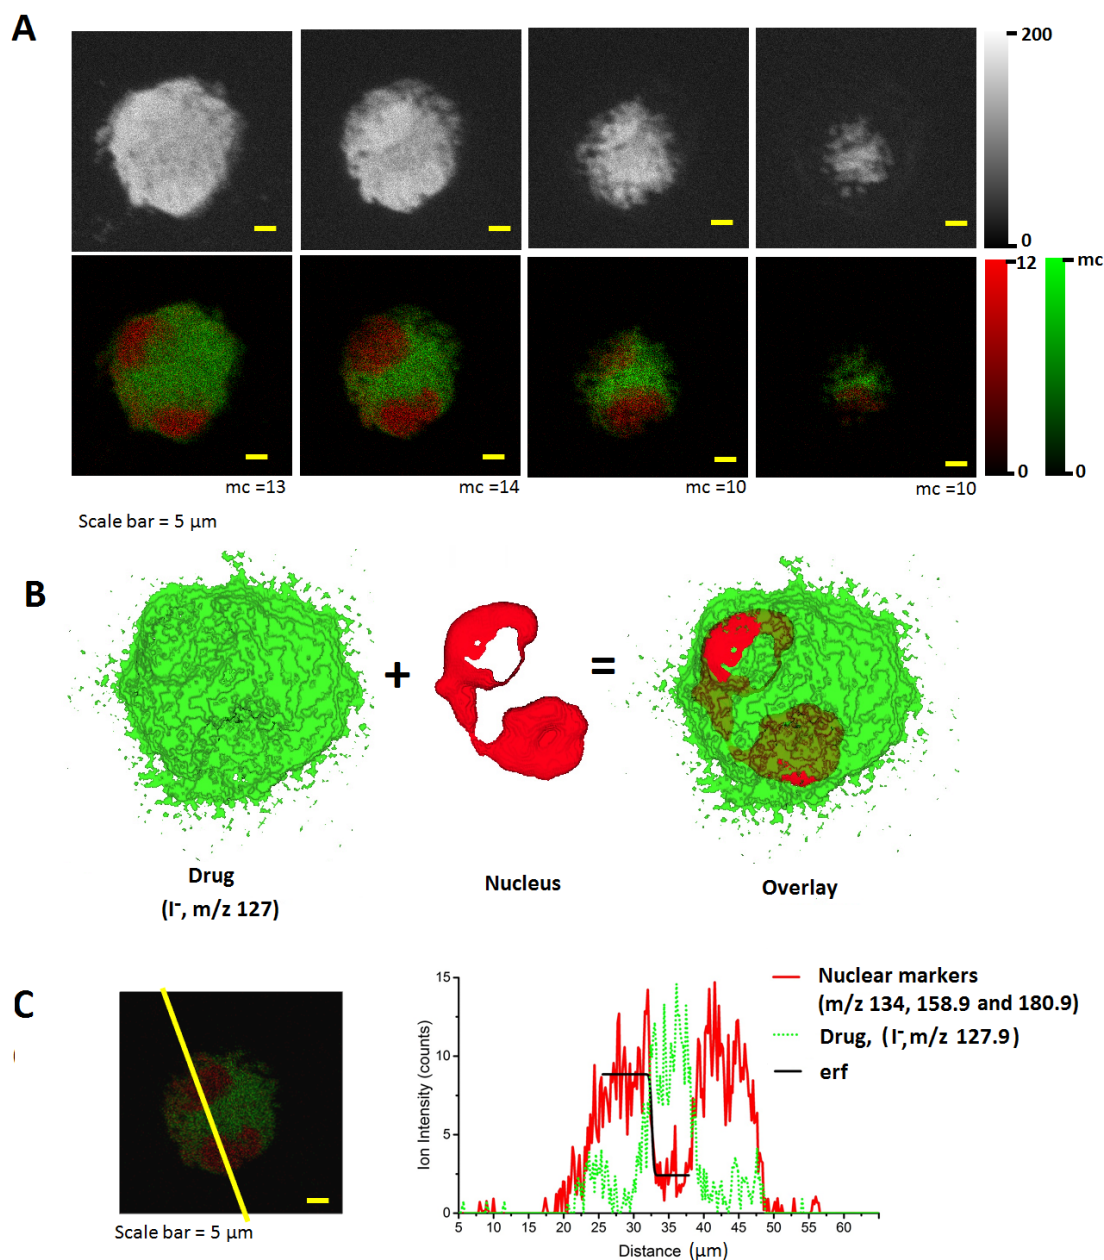 A
200
0
12
mc
0
0
mc =13
mc =14
mc =10
mc =10
Scale bar = 5 µm
B
+
=
Drug
(I⁻, m/z 127)
Nucleus
Overlay
C
Scale bar = 5 µm
Ion Intensity (counts)
15
10
5
0
5 10 15 20 25 30 35 40 45 50 55 60
Distance (µm)
Nuclear markers
(m/z 134, 158.9 and 180.9)
Drug, (I⁻, m/z 127.9)
erf